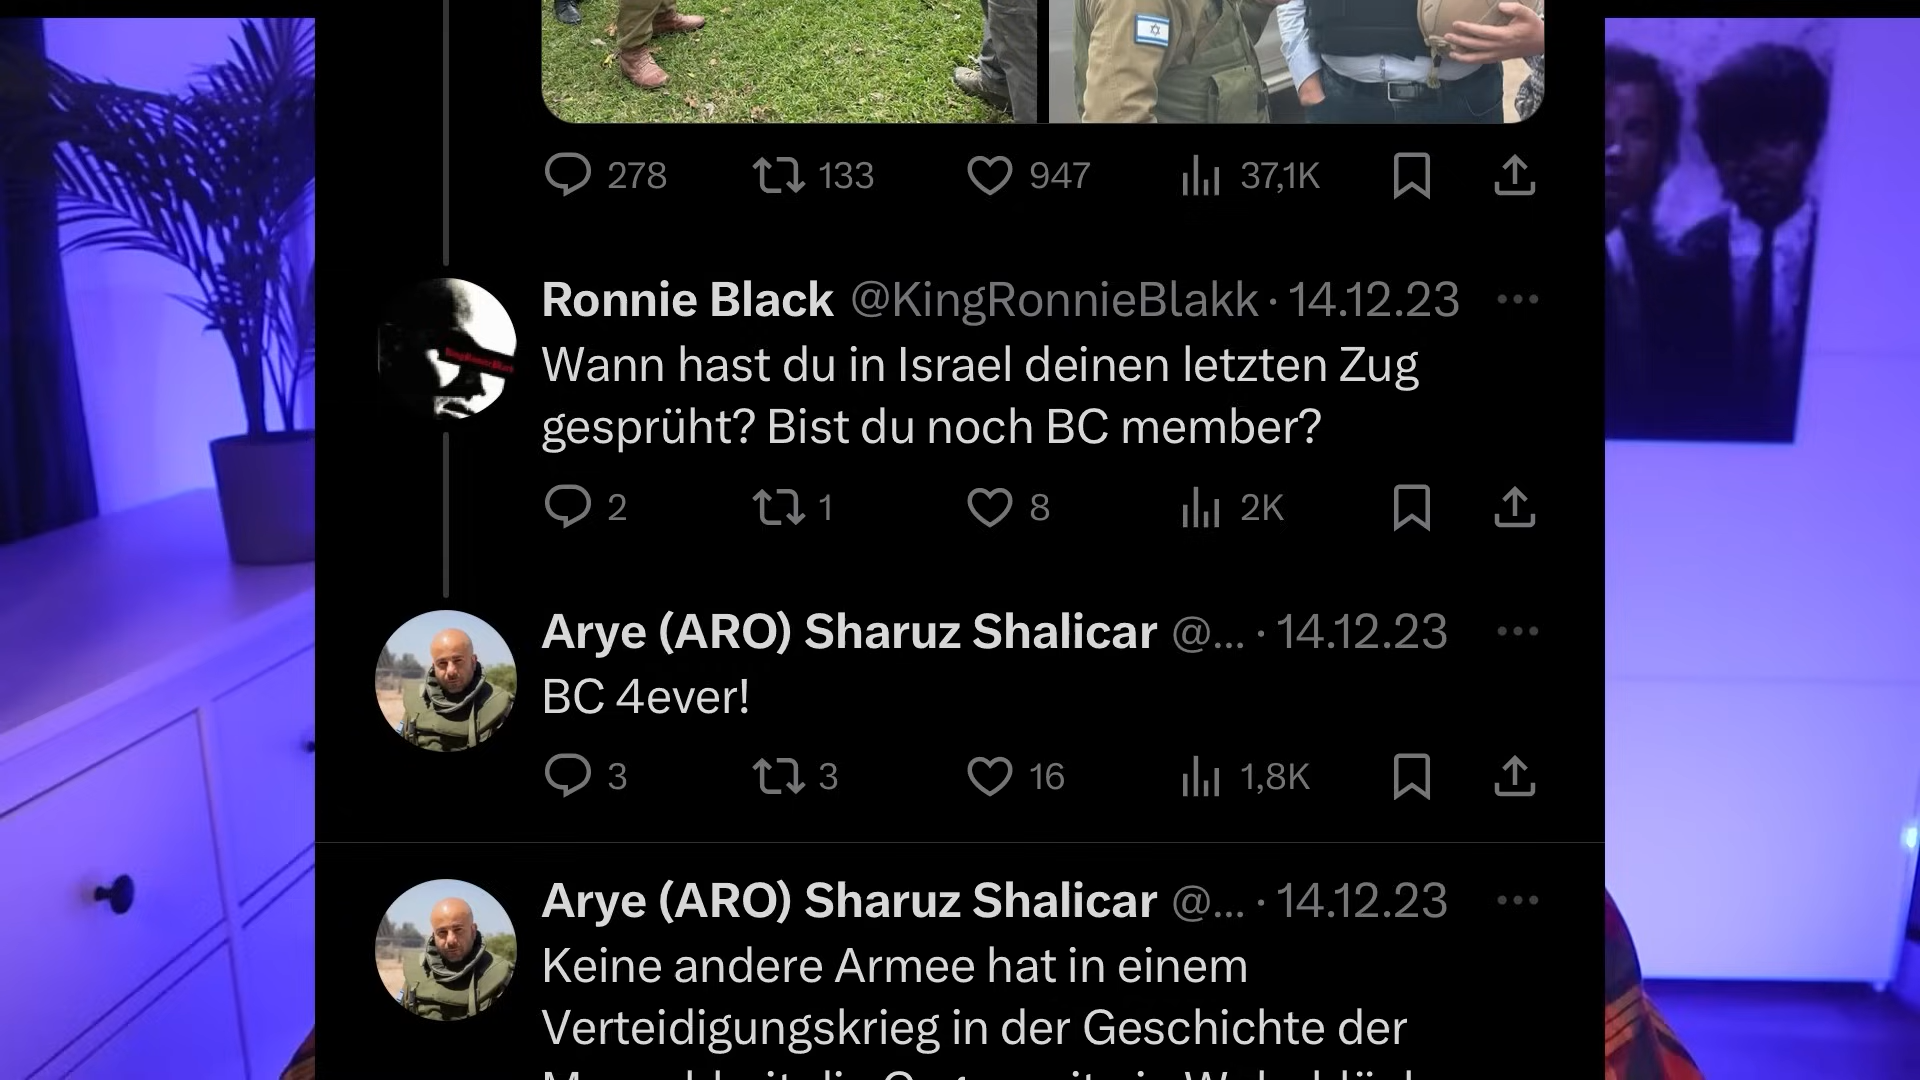 278 133 947 37,1K
Ronnie Black @KingRonnieBlakk · 14.12.23
Wann hast du in Israel deinen letzten Zug
gesprüht? Bist du noch BC member?
2 1 8 2K
Arye (ARO) Sharuz Shalicar @... · 14.12.23
BC 4ever!
3 3 16 1,8K
Arye (ARO) Sharuz Shalicar @... · 14.12.23
Keine andere Armee hat in einem
Verteidigungskrieg in der Geschichte der